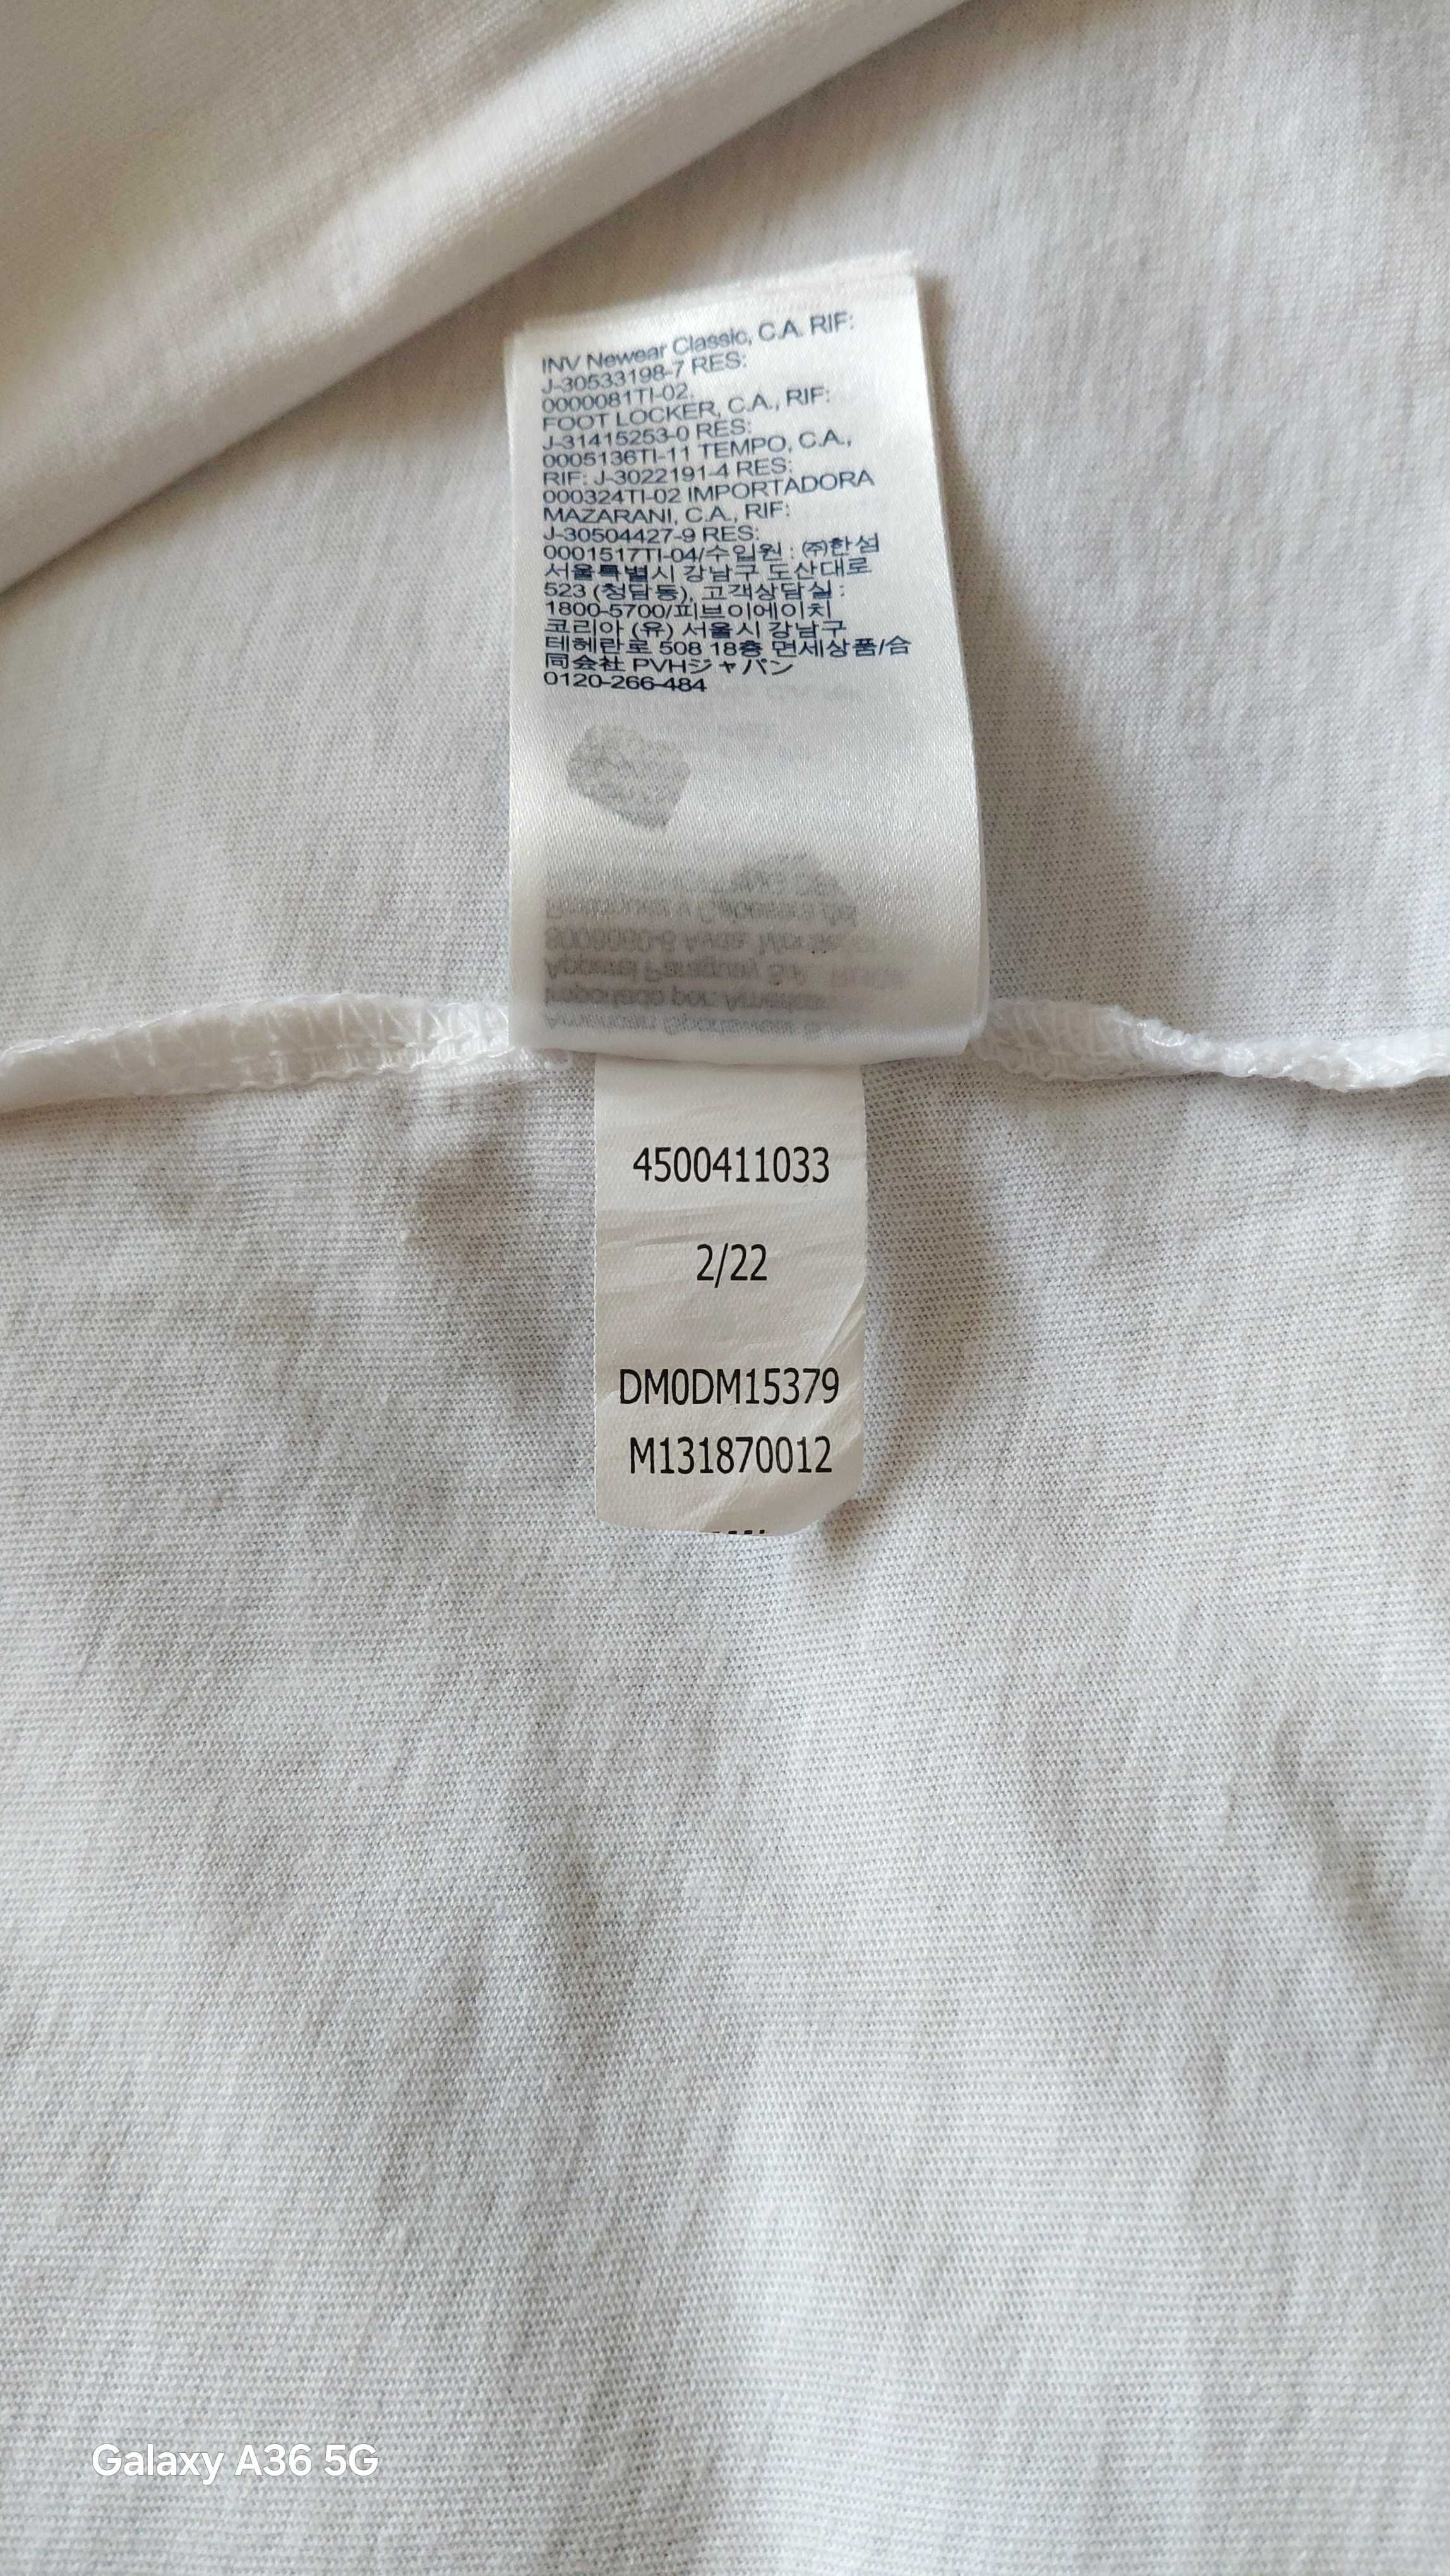 INV Newear Classic, C.A. RIF:
J-30533198-7 RES:
0000081TI-02.
FOOT LOCKER, C.A., RIF:
J-31415253-0 RES:
0005136TI-11 TEMPO, C.A.,
RIF: J-3022191-4 RES:
000324TI-02 IMPORTADORA
MAZARANI, C.A., RIF:
J-30504427-9 RES:
0001517TI-04/수입원 : ㈜한섬
서울특별시 강남구 도산대로
523 (청담동), 고객상담실 :
1800-5700/피브이에이치
코리아 (유) 서울시 강남구
테헤란로 508 18층 면세상품/合
同会社 PVHジャパン
0120-266-484
4500411033
2/22
DM0DM15379
M131870012
Galaxy A36 5G